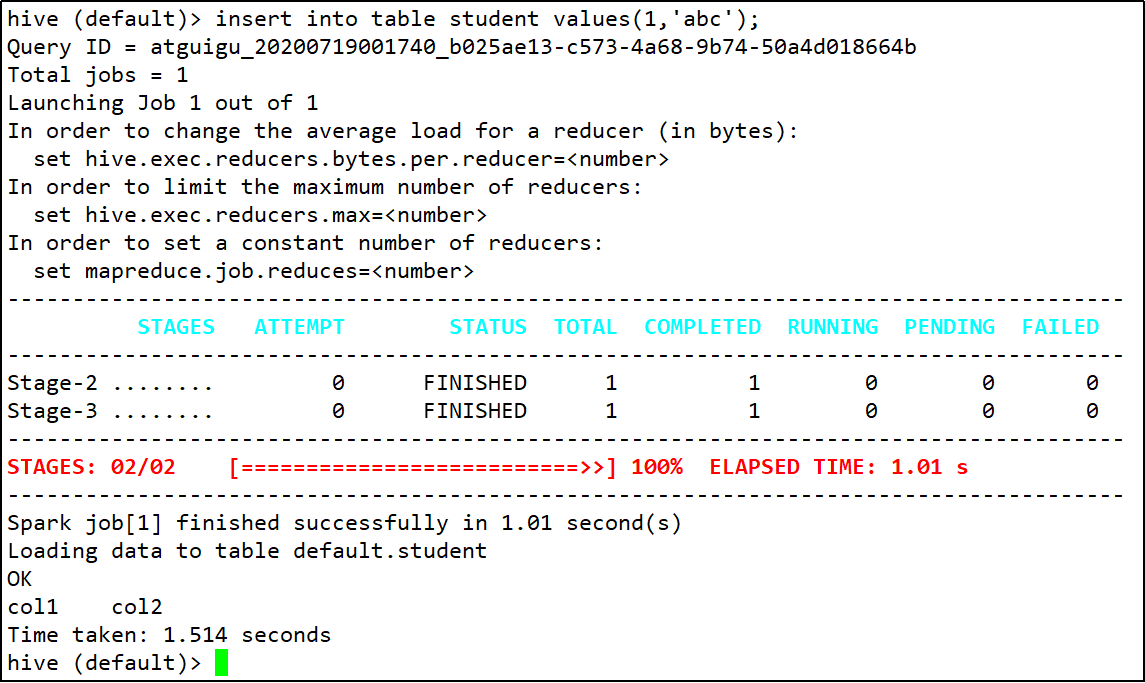 hive (default)> insert into table student values(1,'abc');
Query ID = atguigu_20200719001740_b025ae13-c573-4a68-9b74-50a4d018664b
Total jobs = 1
Launching Job 1 out of 1
In order to change the average load for a reducer (in bytes):
  set hive.exec.reducers.bytes.per.reducer=<number>
In order to limit the maximum number of reducers:
  set hive.exec.reducers.max=<number>
In order to set a constant number of reducers:
  set mapreduce.job.reduces=<number>
--------------------------------------------------------------------------------------
          STAGES   ATTEMPT        STATUS  TOTAL  COMPLETED  RUNNING  PENDING  FAILED
--------------------------------------------------------------------------------------
Stage-2 ........         0      FINISHED      1          1        0        0       0
Stage-3 ........         0      FINISHED      1          1        0        0       0
--------------------------------------------------------------------------------------
STAGES: 02/02    [==========================>>] 100%  ELAPSED TIME: 1.01 s
--------------------------------------------------------------------------------------
Spark job[1] finished successfully in 1.01 second(s)
Loading data to table default.student
OK
col1    col2
Time taken: 1.514 seconds
hive (default)>